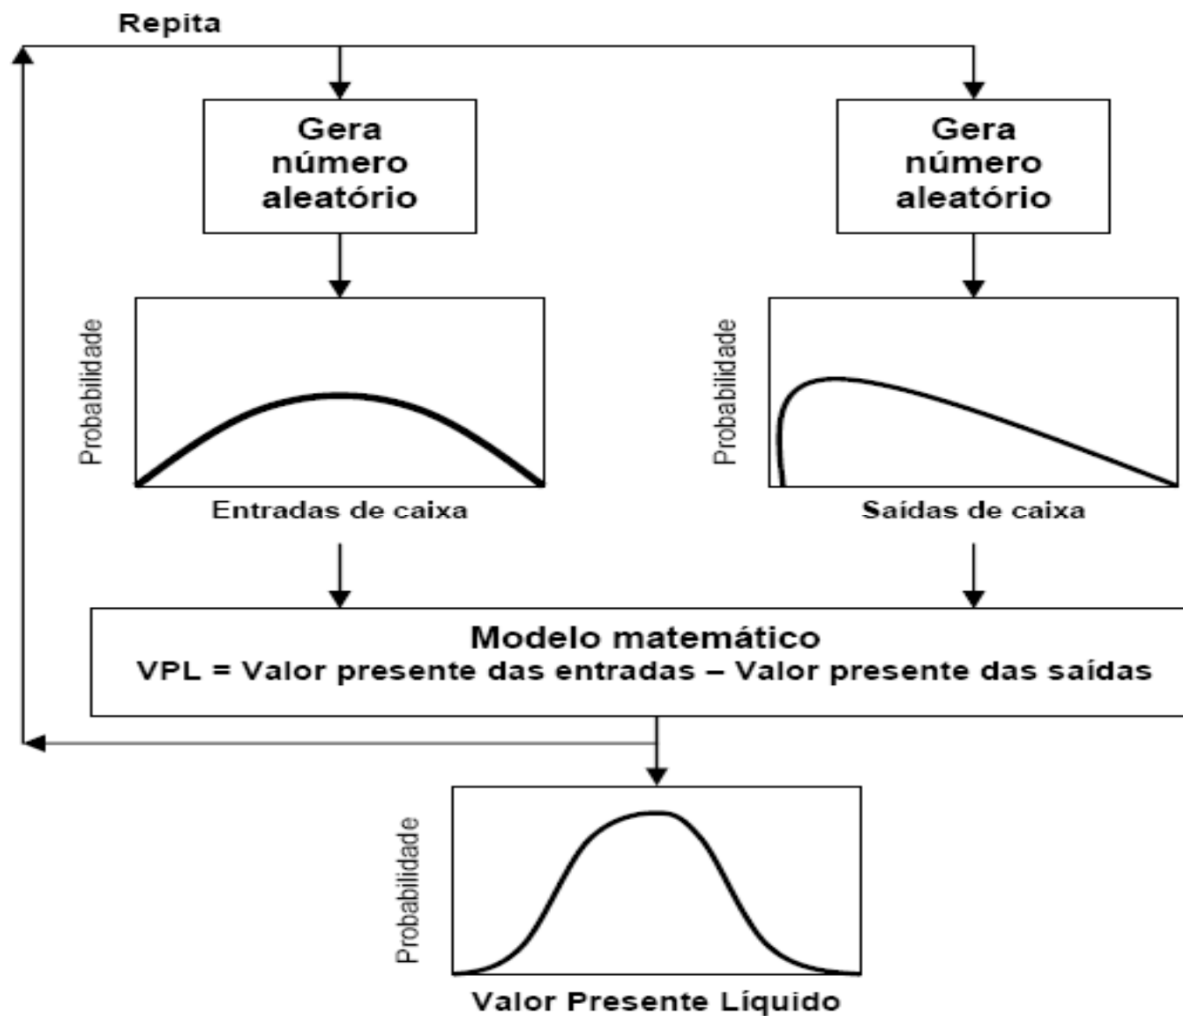 Repita
Gera
número
aleatório
Gera
número
aleatório
Probabilidade
Entradas de caixa
Probabilidade
Saídas de caixa
Modelo matemático
VPL = Valor presente das entradas – Valor presente das saídas
Probabilidade
Valor Presente Líquido